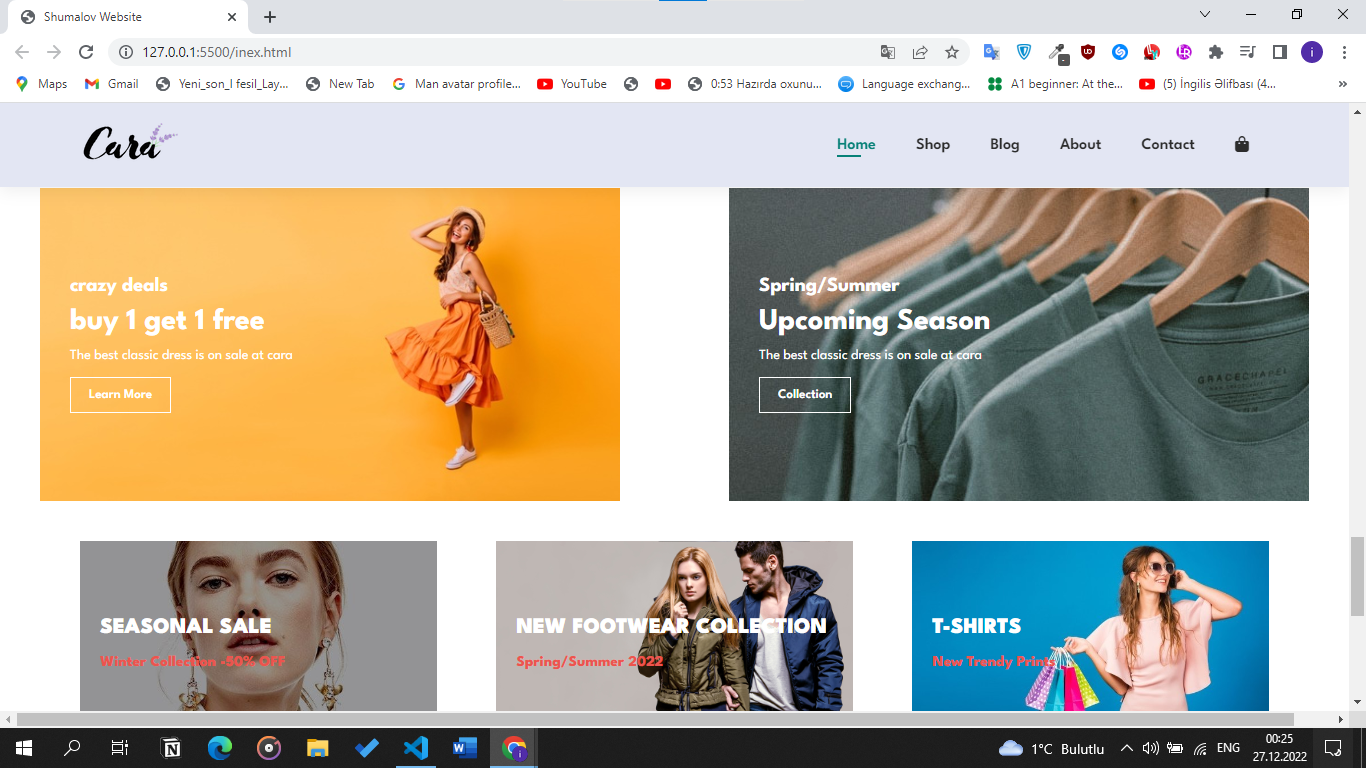 Shumalov Website
127.0.0.1:5500/inex.html
Maps
Gmail
Yeni_son_I fesil_Lay...
New Tab
Man avatar profile...
YouTube
0:53 Hazırda oxunu...
Language exchang...
A1 beginner: At the...
(5) İngilis Əlifbası (4...
»
Cara
Home
Shop
Blog
About
Contact
crazy deals
buy 1 get 1 free
The best classic dress is on sale at cara
Learn More
Spring/Summer
Upcoming Season
The best classic dress is on sale at cara
Collection
GRACECHAPEL
SEASONAL SALE
Winter Collection -50% OFF
NEW FOOTWEAR COLLECTION
Spring/Summer 2022
T-SHIRTS
New Trendy Prints
1°C Bulutlu
ENG
00:25
27.12.2022